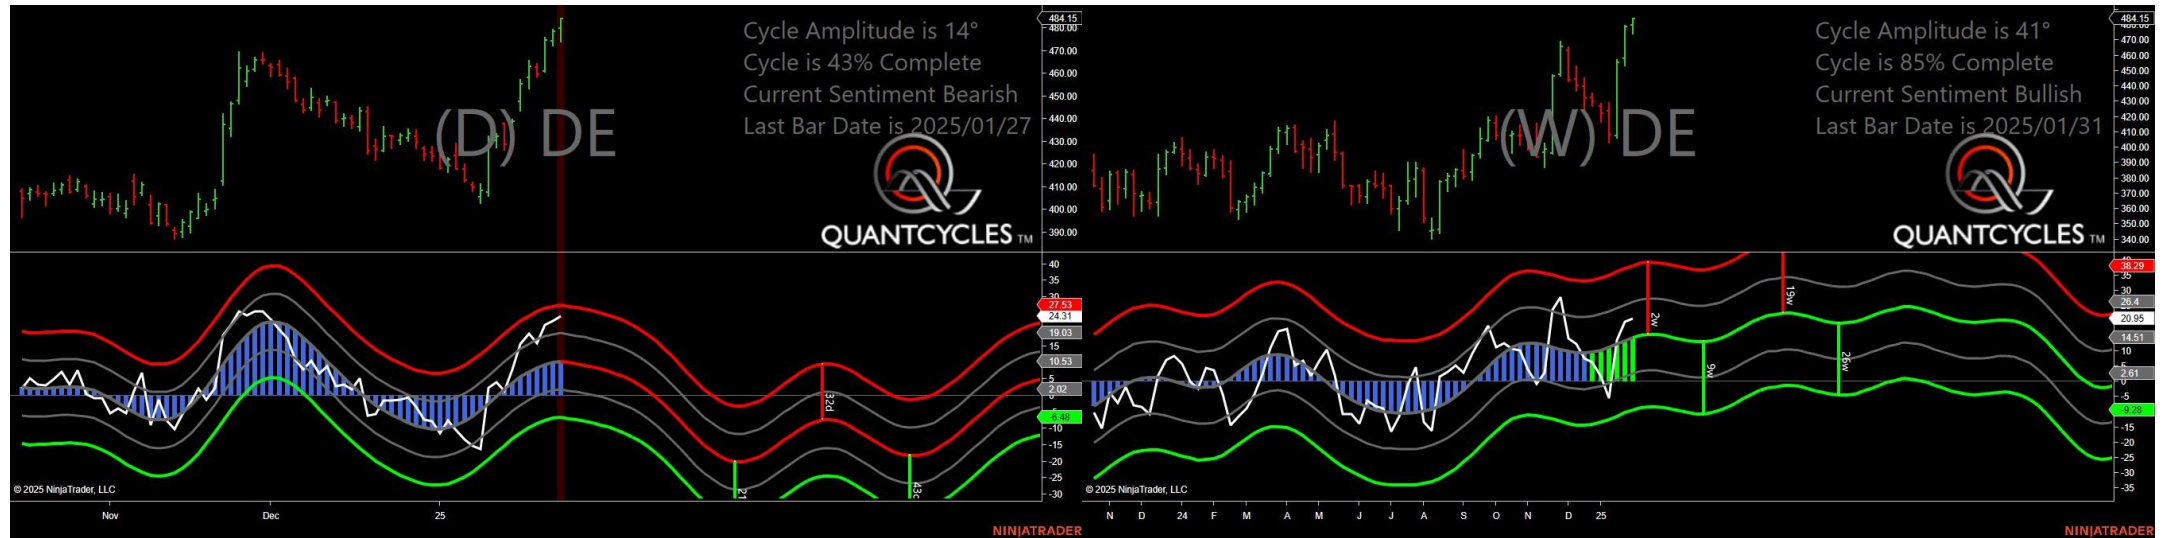 Cycle Amplitude is 14°
Cycle is 43% Complete
Current Sentiment Bearish
Last Bar Date is 2025/01/27
(D) DE
QUANTCYCLES TM
484.15
480.00
470.00
460.00
450.00
440.00
430.00
420.00
410.00
400.00
390.00
40
35
30
27.53
24.31
19.03
15
10.53
5
2.02
0
-6.48
-10
-15
-20
-25
-30
32d
21
43d
© 2025 NinjaTrader, LLC
Nov
Dec
25
NINJATRADER
Cycle Amplitude is 41°
Cycle is 85% Complete
Current Sentiment Bullish
Last Bar Date is 2025/01/31
(W) DE
QUANTCYCLES TM
484.15
480.00
470.00
460.00
450.00
440.00
430.00
420.00
410.00
400.00
390.00
380.00
370.00
360.00
350.00
340.00
38.29
35
30
26.4
20.95
14.51
10
5
2.61
0
-5
-9.28
-15
-20
-25
-30
-35
2w
19w
9w
26w
© 2025 NinjaTrader, LLC
N
D
24
F
M
A
M
J
J
A
S
O
N
D
25
NINJATRADER